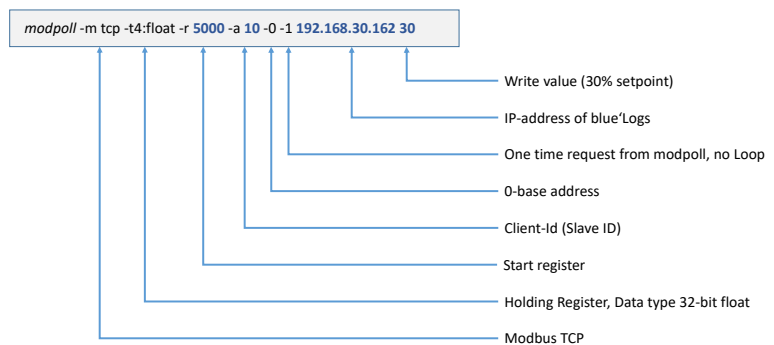 modpoll -m tcp -t4:float -r 5000 -a 10 -0 -1 192.168.30.162 30
Write value (30% setpoint)
IP-address of blue‘Logs
One time request from modpoll, no Loop
0-base address
Client-Id (Slave ID)
Start register
Holding Register, Data type 32-bit float
Modbus TCP